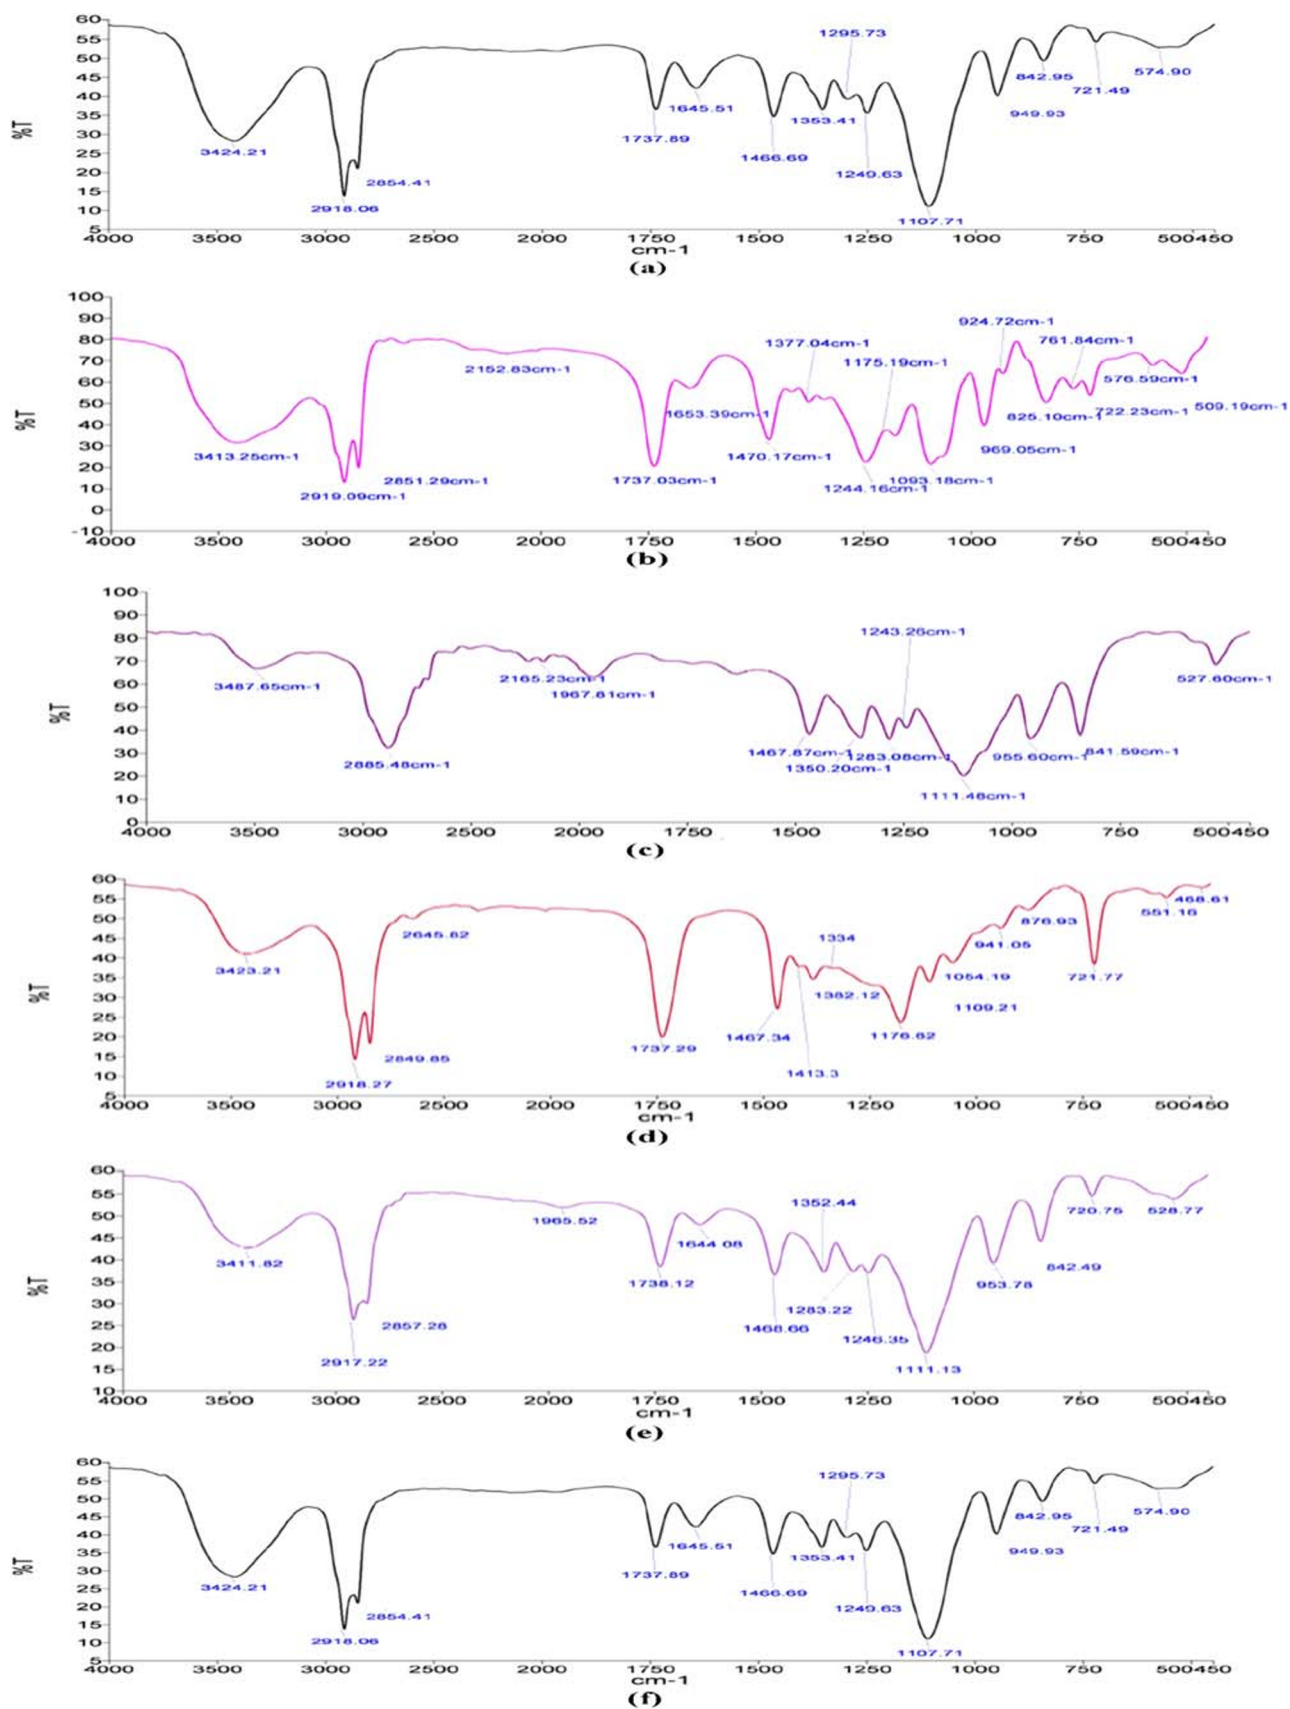 60
55
50
45
40
35
30
25
20
15
10
5
%T
1295.73
842.95
574.90
721.49
1645.51
1353.41
949.93
1737.89
3424.21
1466.69
1249.63
2854.41
2918.06
1107.71
4000 3500 3000 2500 2000 1750 1500 1250 1000 750 500450
cm-1
(a)
100
90
80
70
60
50
40
30
20
10
0
-10
%T
924.72cm-1
1377.04cm-1
761.84cm-1
1175.19cm-1
2152.83cm-1
576.59cm-1
1653.39cm-1
509.19cm-1
722.23cm-1
825.10cm-1
3413.25cm-1
1470.17cm-1
969.05cm-1
2851.29cm-1
1737.03cm-1
1093.18cm-1
1244.16cm-1
2919.09cm-1
4000 3500 3000 2500 2000 1750 1500 1250 1000 750 500450
(b)
100
90
80
70
60
50
40
30
20
10
0
%T
1243.26cm-1
3487.65cm-1
2165.23cm-1
1967.81cm-1
527.60cm-1
1467.87cm-1
1283.08cm-1
955.60cm-1
841.59cm-1
2885.48cm-1
1350.20cm-1
1111.48cm-1
4000 3500 3000 2500 2000 1750 1500 1250 1000 750 500450
(c)
60
55
50
45
40
35
30
25
20
15
10
5
%T
468.61
551.16
876.93
2645.82
1334
941.05
3423.21
1054.19
721.77
1382.12
1109.21
1467.34
1176.62
1737.29
2849.85
1413.3
2918.27
4000 3500 3000 2500 2000 1750 1500 1250 1000 750 500450
cm-1
(d)
60
55
50
45
40
35
30
25
20
15
10
%T
1352.44
720.75
528.77
1965.52
1644.08
3411.82
842.49
1738.12
953.78
1283.22
2857.28
1468.66
1246.35
2917.22
1111.13
4000 3500 3000 2500 2000 1750 1500 1250 1000 750 500450
cm-1
(e)
60
55
50
45
40
35
30
25
20
15
10
5
%T
1295.73
842.95
574.90
721.49
1645.51
1353.41
949.93
1737.89
3424.21
1466.69
1249.63
2854.41
2918.06
1107.71
4000 3500 3000 2500 2000 1750 1500 1250 1000 750 500450
cm-1
(f)